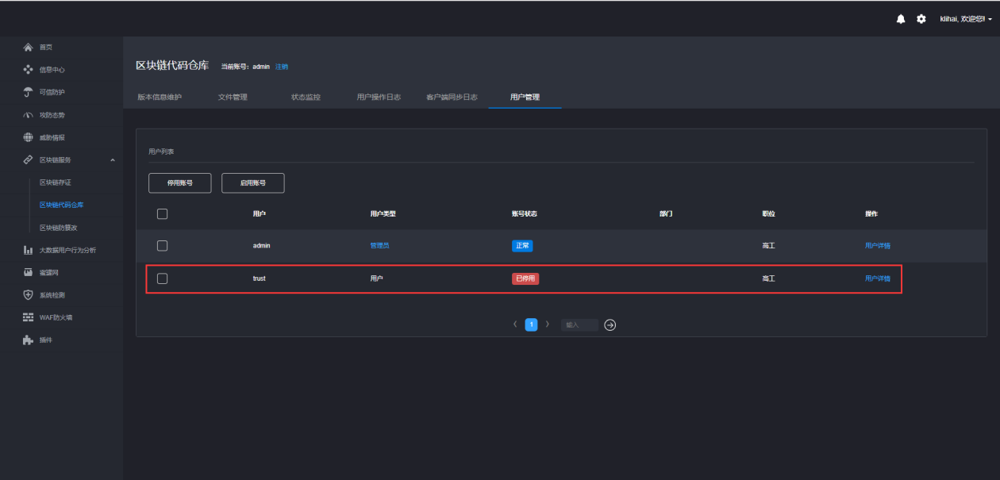 klihai, 欢迎您!
首页
信息中心
可信防护
攻防态势
威胁情报
区块链服务
区块链存证
区块链代码仓库
区块链防篡改
大数据用户行为分析
蜜罐网
系统检测
WAF防火墙
插件
区块链代码仓库 当前账号：admin 注销
版本信息维护 文件管理 状态监控 用户操作日志 客户端同步日志 用户管理
用户列表
停用账号 启用账号
用户 用户类型 账号状态 部门 职位 操作
admin 管理员 正常 高工 用户详情
trust 用户 已停用 高工 用户详情
1 输入